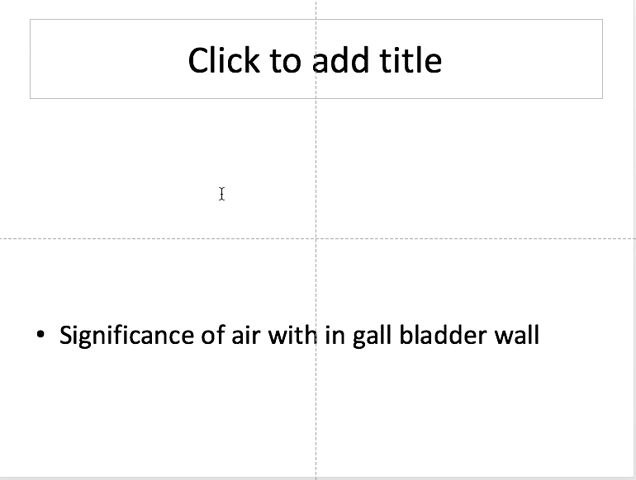 Click to add title
• Significance of air with in gall bladder wall